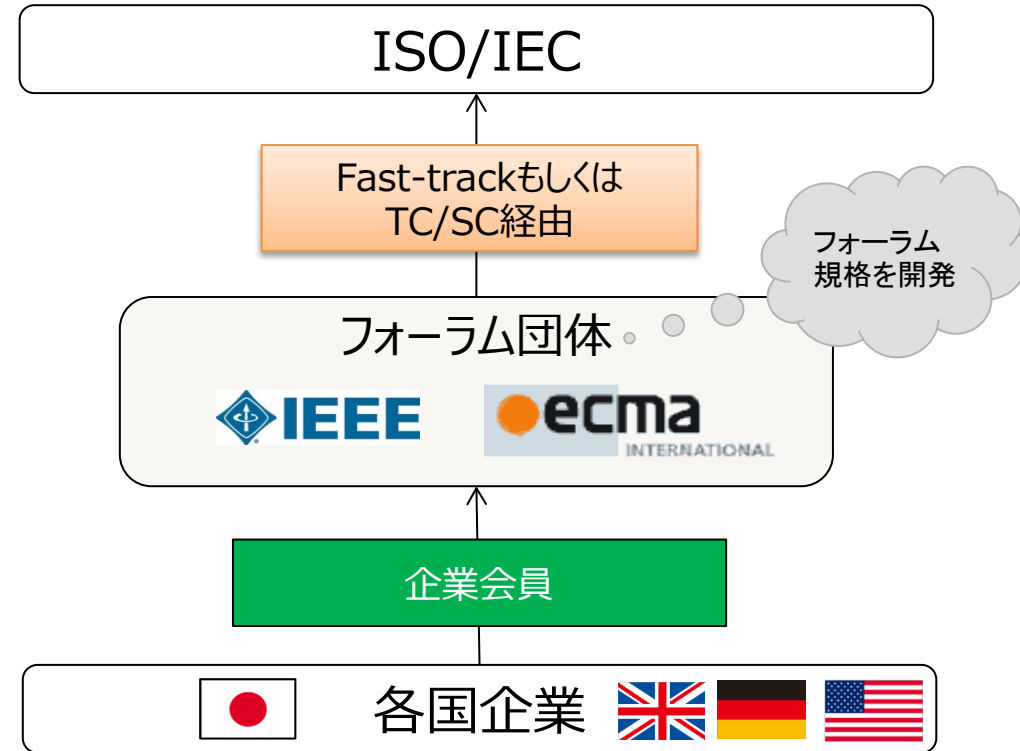 ISO/IEC
Fast-trackもしくは
TC/SC経由
フォーラム
規格を開発
フォーラム団体
IEEE
ecma
INTERNATIONAL
企業会員
各国企業